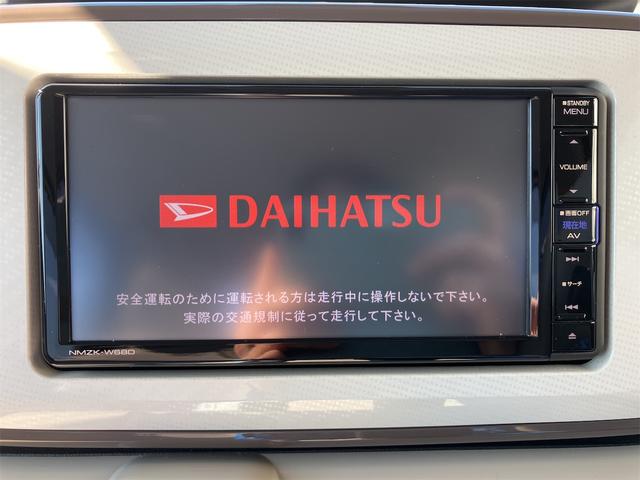 STANDBY
MENU
VOLUME
画面OFF
現在地
AV
サーチ
DAIHATSU
安全運転のために運転される方は走行中に操作しないで下さい。
実際の交通規制に従って走行して下さい。
NMZK-W68D